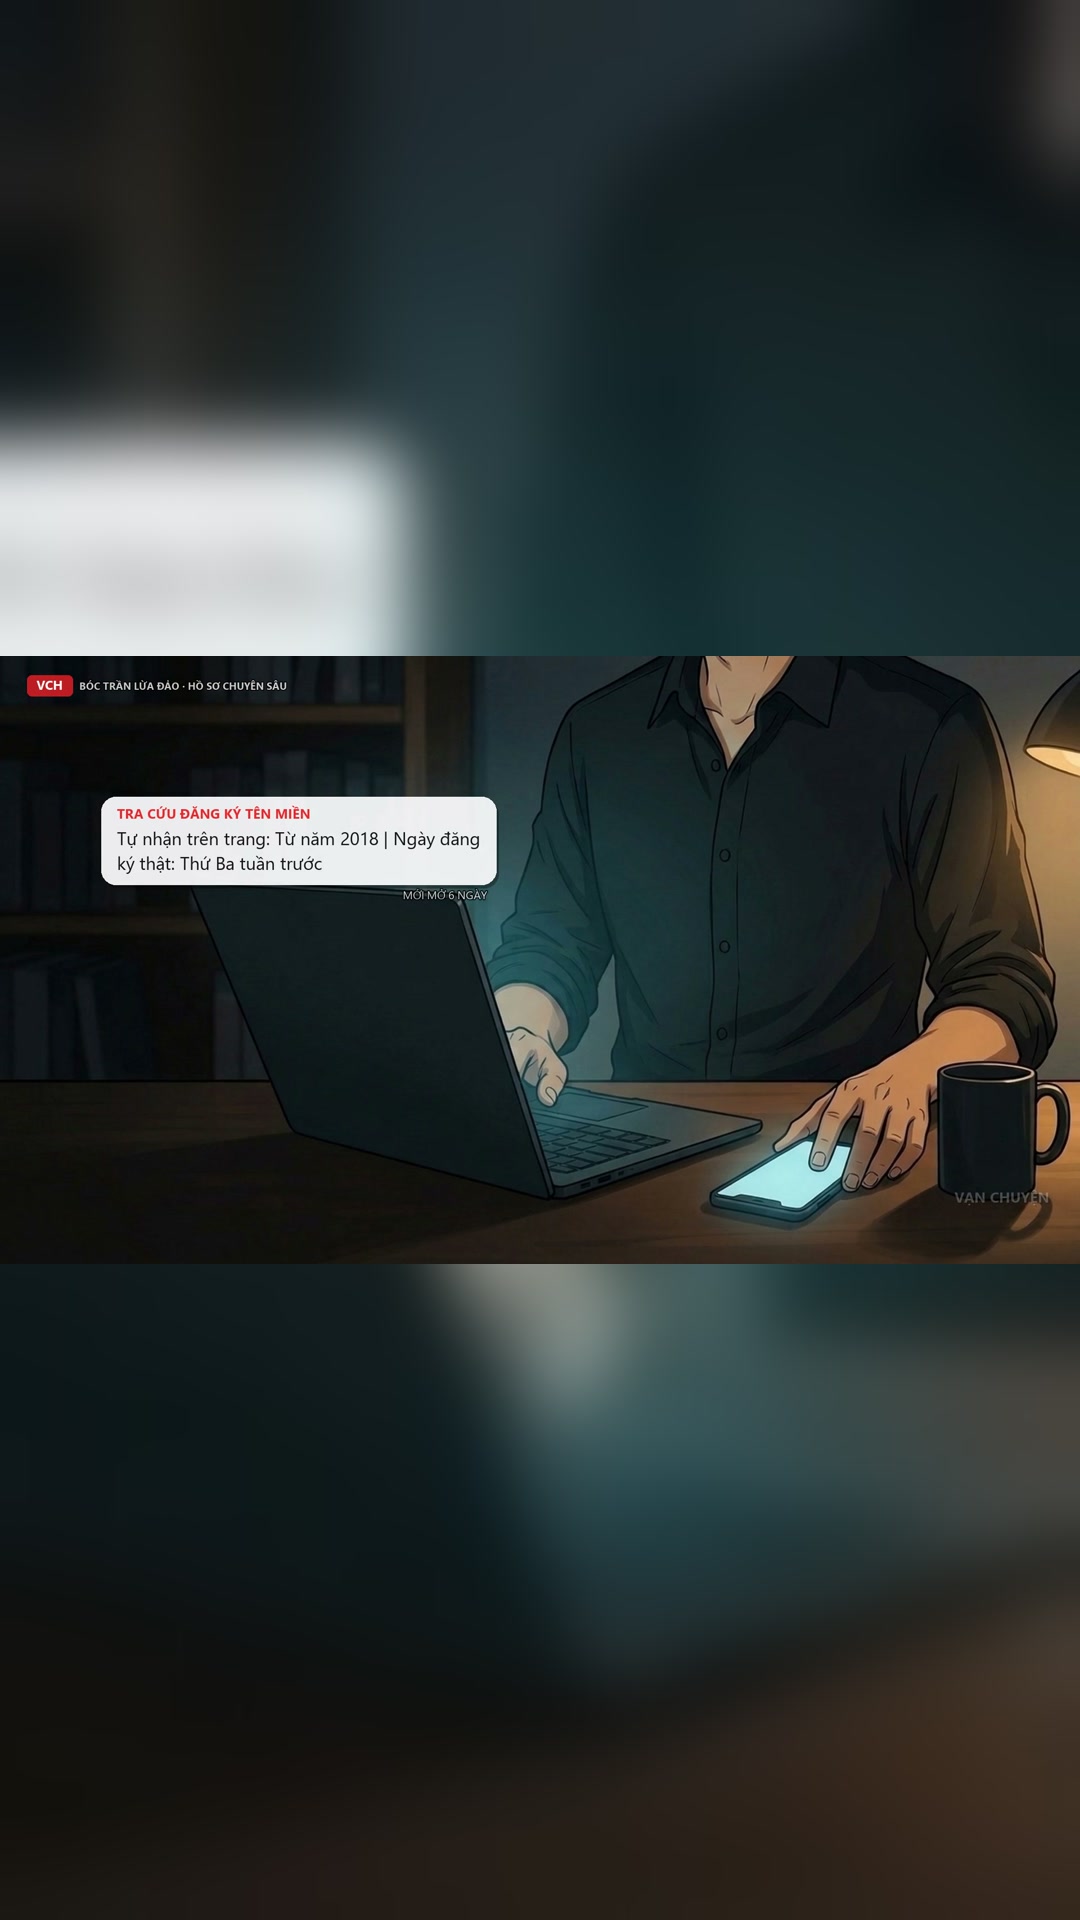 VCH BÓC TRẦN LỪA ĐẢO · HỒ SƠ CHUYÊN SÂU
TRA CỨU ĐĂNG KÝ TÊN MIỀN
Tự nhận trên trang: Từ năm 2018 | Ngày đăng
ký thật: Thứ Ba tuần trước
MỚI MỞ 6 NGÀY
VẠN CHUYỆN